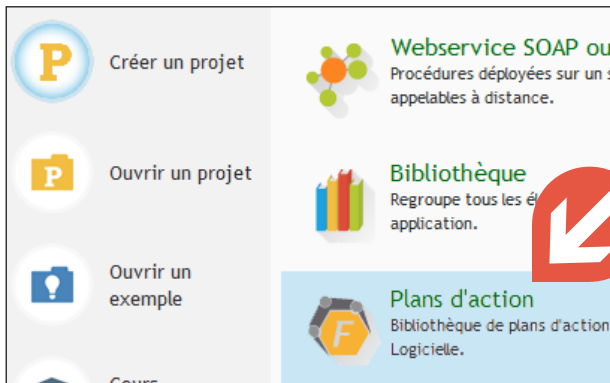 Créer un projet
Ouvrir un projet
Ouvrir un
exemple
Cours
Webservice SOAP ou
Procédures déployées sur un
appelables à distance.
Bibliothèque
Regroupe tous les
application.
Plans d'action
Bibliothèque de plans d'action
Logicielle.